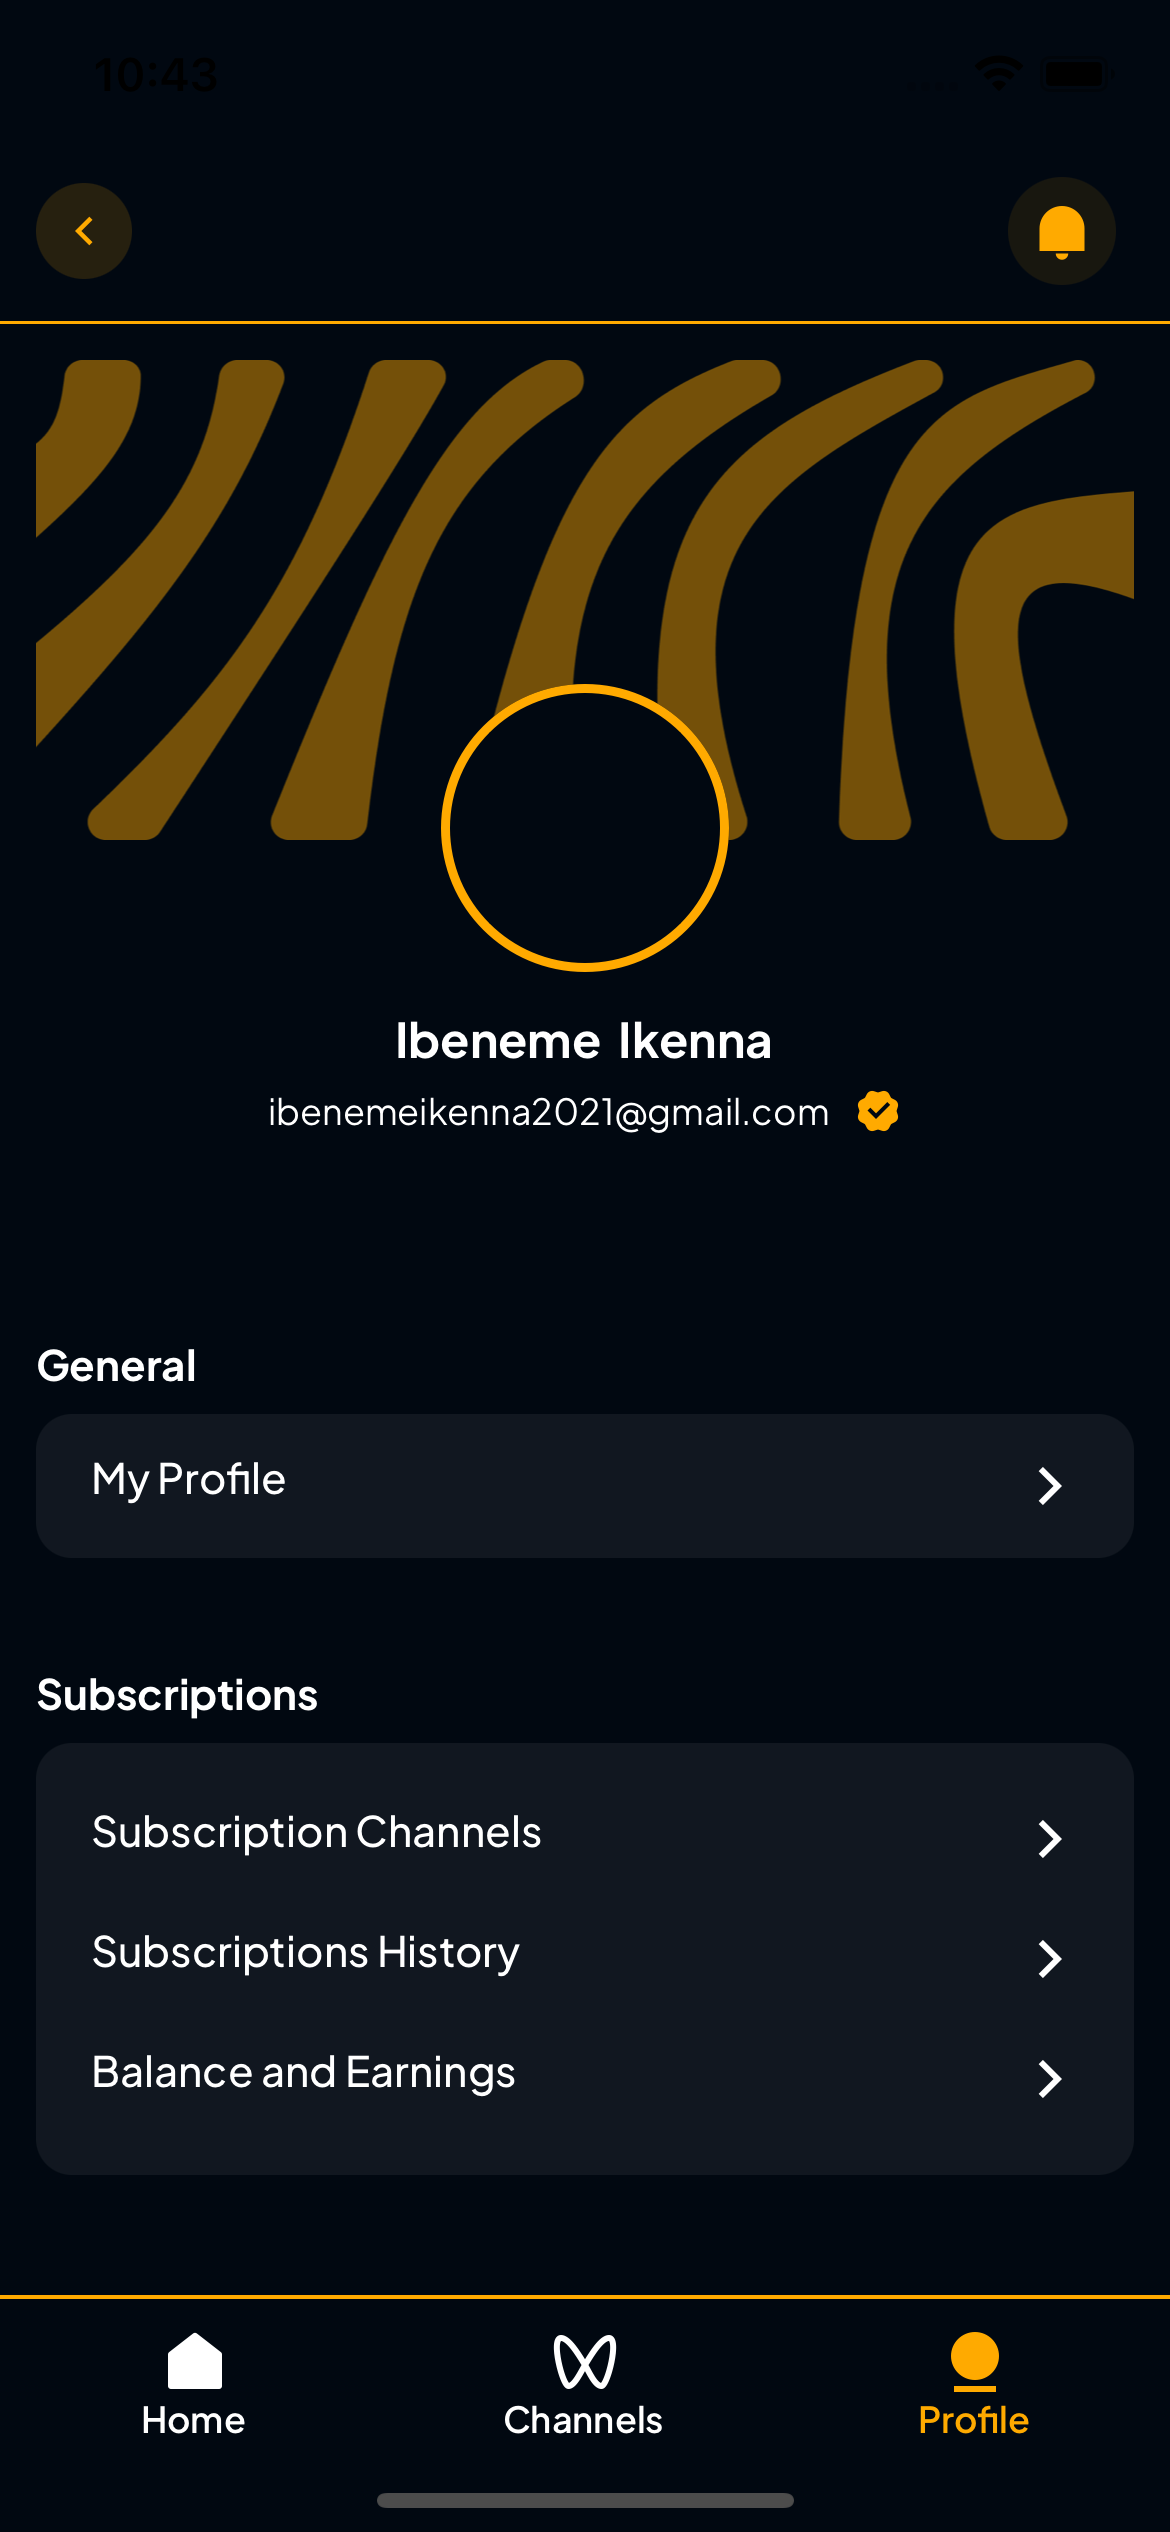 10:43
Ibeneme Ikenna
ibenemeikenna2021@gmail.com
General
My Profile
Subscriptions
Subscription Channels
Subscriptions History
Balance and Earnings
Home
Channels
Profile